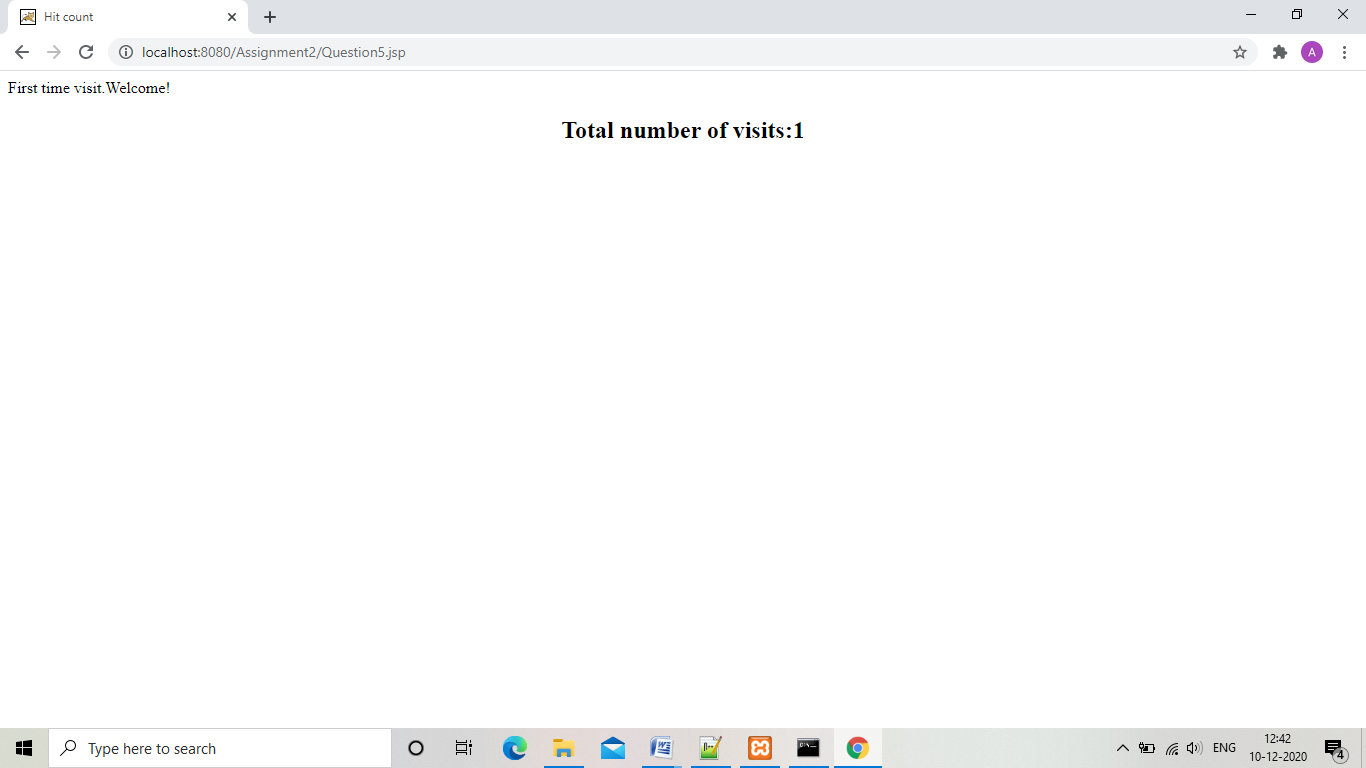 Hit count
localhost:8080/Assignment2/Question5.jsp
A
First time visit.Welcome!
Total number of visits:1
Type here to search
ENG
12:42
10-12-2020
4